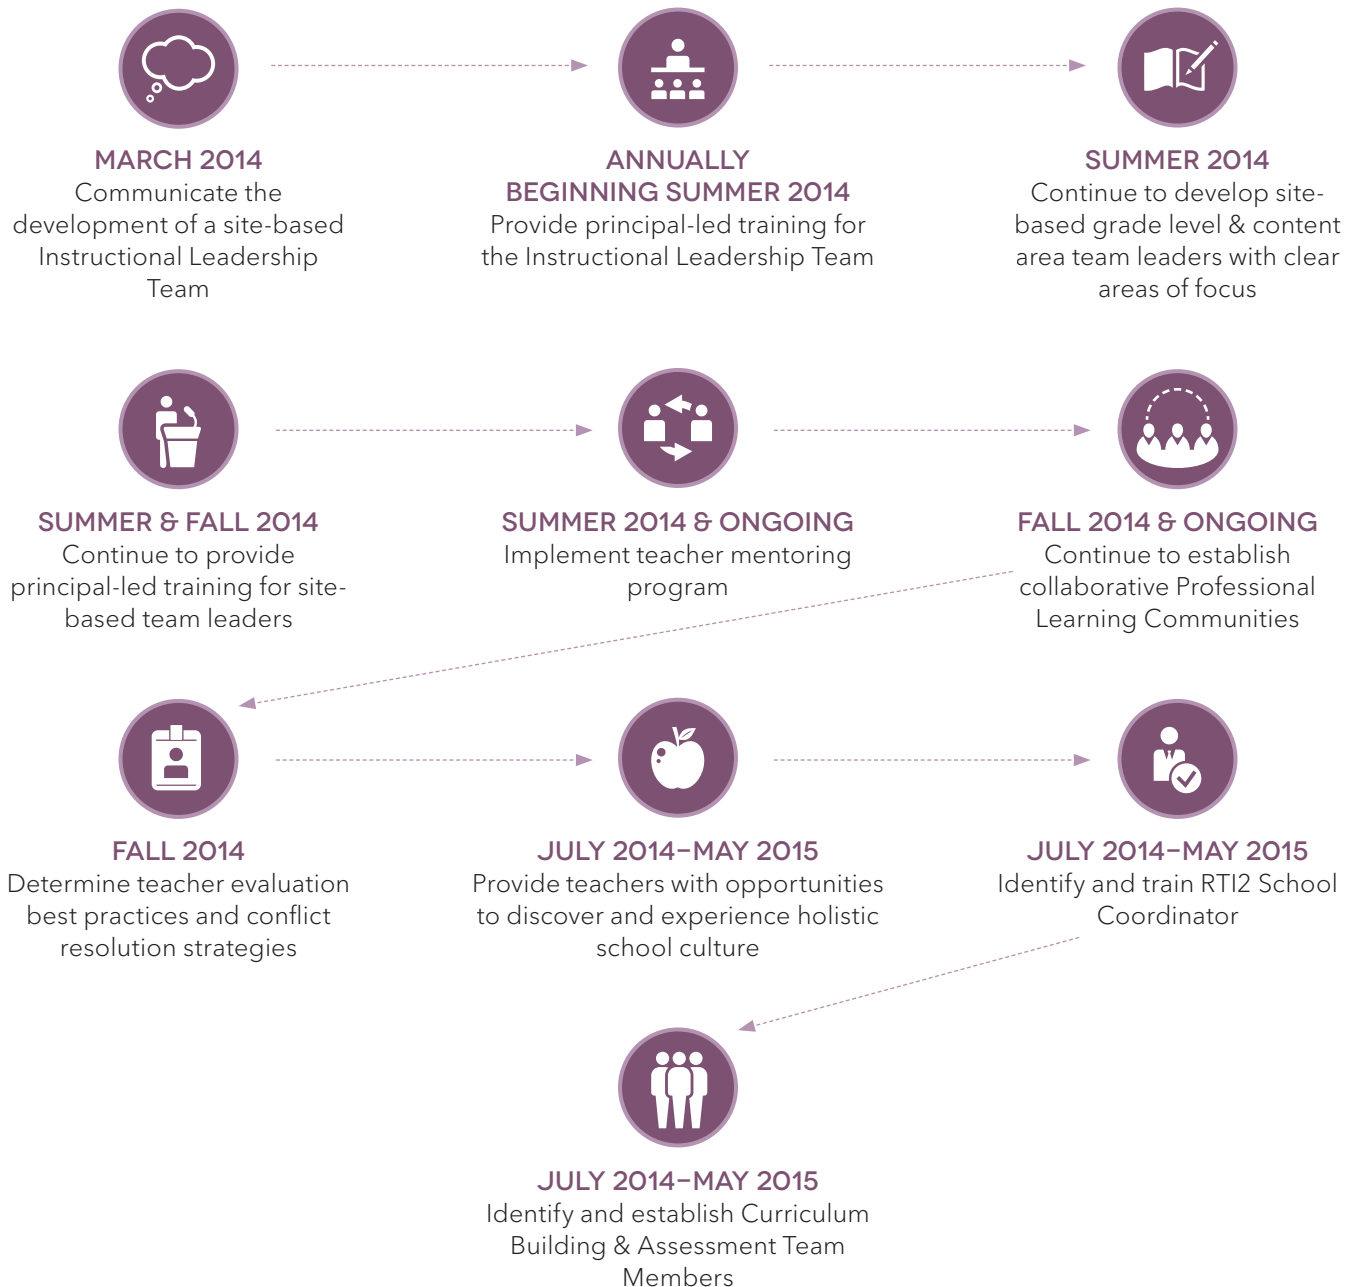 MARCH 2014
Communicate the
development of a site-based
Instructional Leadership
Team
ANNUALLY
BEGINNING SUMMER 2014
Provide principal-led training for
the Instructional Leadership Team
SUMMER 2014
Continue to develop site-
based grade level & content
area team leaders with clear
areas of focus
SUMMER & FALL 2014
Continue to provide
principal-led training for site-
based team leaders
SUMMER 2014 & ONGOING
Implement teacher mentoring
program
FALL 2014 & ONGOING
Continue to establish
collaborative Professional
Learning Communities
FALL 2014
Determine teacher evaluation
best practices and conflict
resolution strategies
JULY 2014–MAY 2015
Provide teachers with opportunities
to discover and experience holistic
school culture
JULY 2014–MAY 2015
Identify and train RTI2 School
Coordinator
JULY 2014–MAY 2015
Identify and establish Curriculum
Building & Assessment Team
Members